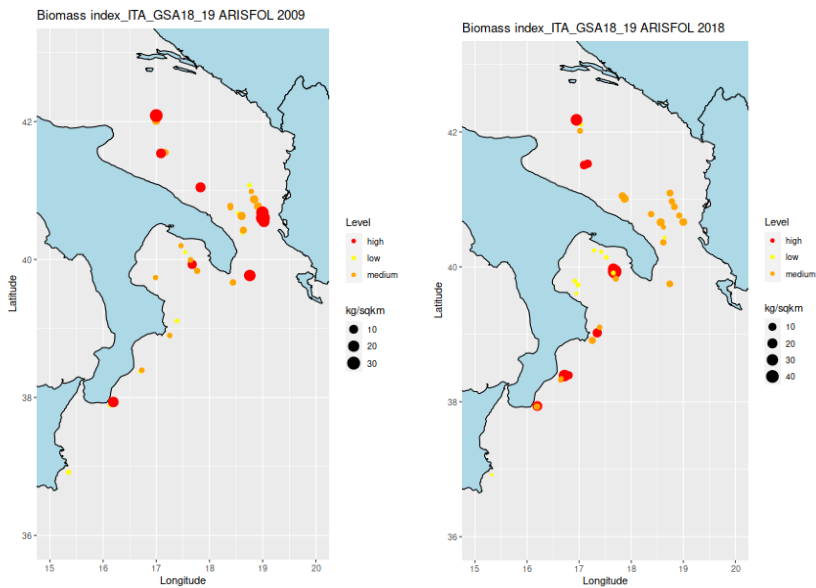 Biomass index_ITA_GSA18_19 ARISFOL 2009
42
40
38
36
Latitude
15 16 17 18 19 20
Longitude
Level
high
low
medium
kg/sqkm
10
20
30
Biomass index_ITA_GSA18_19 ARISFOL 2018
42
40
38
36
Latitude
15 16 17 18 19 20
Longitude
Level
high
low
medium
kg/sqkm
10
20
30
40